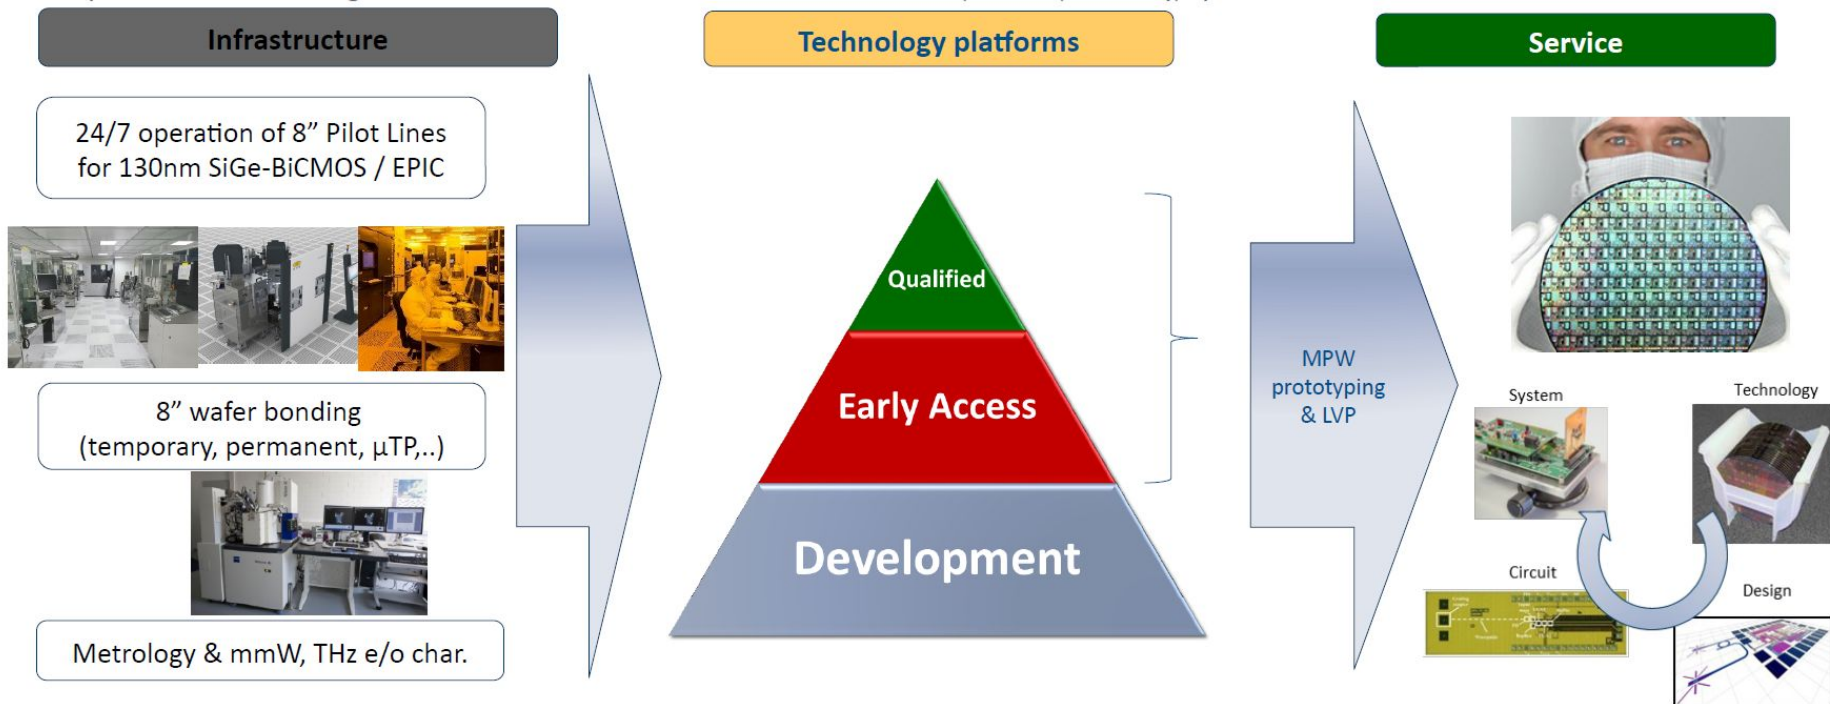 Infrastructure
Technology platforms
Service
24/7 operation of 8” Pilot Lines
for 130nm SiGe-BiCMOS / EPIC
8” wafer bonding
(temporary, permanent, μTP,..)
Metrology & mmW, THz e/o char.
Qualified
Early Access
Development
MPW
prototyping
& LVP
System
Technology
Circuit
Design